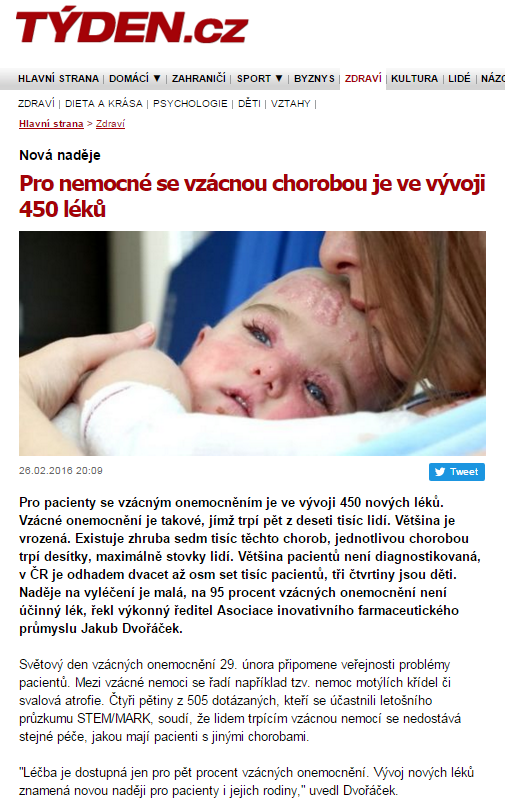 TÝDEN.cz
HLAVNÍ STRANA | DOMÁCÍ ▼ | ZAHRANIČÍ | SPORT ▼ | BYZNYS | ZDRAVÍ | KULTURA | LIDÉ | NÁZO
ZDRAVÍ | DIETA A KRÁSA | PSYCHOLOGIE | DĚTI | VZTAHY |
Hlavní strana > Zdraví
Nová naděje
Pro nemocné se vzácnou chorobou je ve vývoji
450 léků
26.02.2016 20:09
Tweet
Pro pacienty se vzácným onemocněním je ve vývoji 450 nových léků.
Vzácné onemocnění je takové, jímž trpí pět z deseti tisíc lidí. Většina je
vrozená. Existuje zhruba sedm tisíc těchto chorob, jednotlivou chorobou
trpí desítky, maximálně stovky lidí. Většina pacientů není diagnostikovaná,
v ČR je odhadem dvacet až osm set tisíc pacientů, tři čtvrtiny jsou děti.
Naděje na vyléčení je malá, na 95 procent vzácných onemocnění není
účinný lék, řekl výkonný ředitel Asociace inovativního farmaceutického
průmyslu Jakub Dvořáček.
Světový den vzácných onemocnění 29. února připomene veřejnosti problémy
pacientů. Mezi vzácné nemoci se řadí například tzv. nemoc motýlích křídel či
svalová atrofie. Čtyři pětiny z 505 dotázaných, kteří se účastnili letošního
průzkumu STEM/MARK, soudí, že lidem trpícím vzácnou nemocí se nedostává
stejné péče, jakou mají pacienti s jinými chorobami.
"Léčba je dostupná jen pro pět procent vzácných onemocnění. Vývoj nových léků
znamená novou naději pro pacienty i jejich rodiny," uvedl Dvořáček.